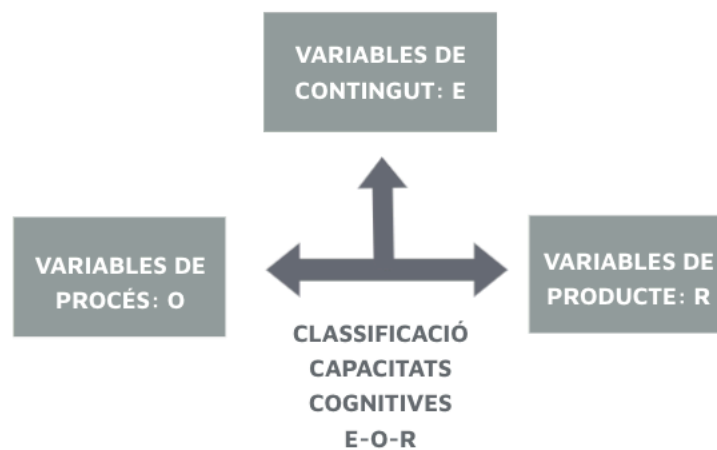 VARIABLES DE
CONTINGUT: E
VARIABLES DE
PROCÉS: O
VARIABLES DE
PRODUCTE: R
CLASSIFICACIÓ
CAPACITATS
COGNITIVES
E-O-R